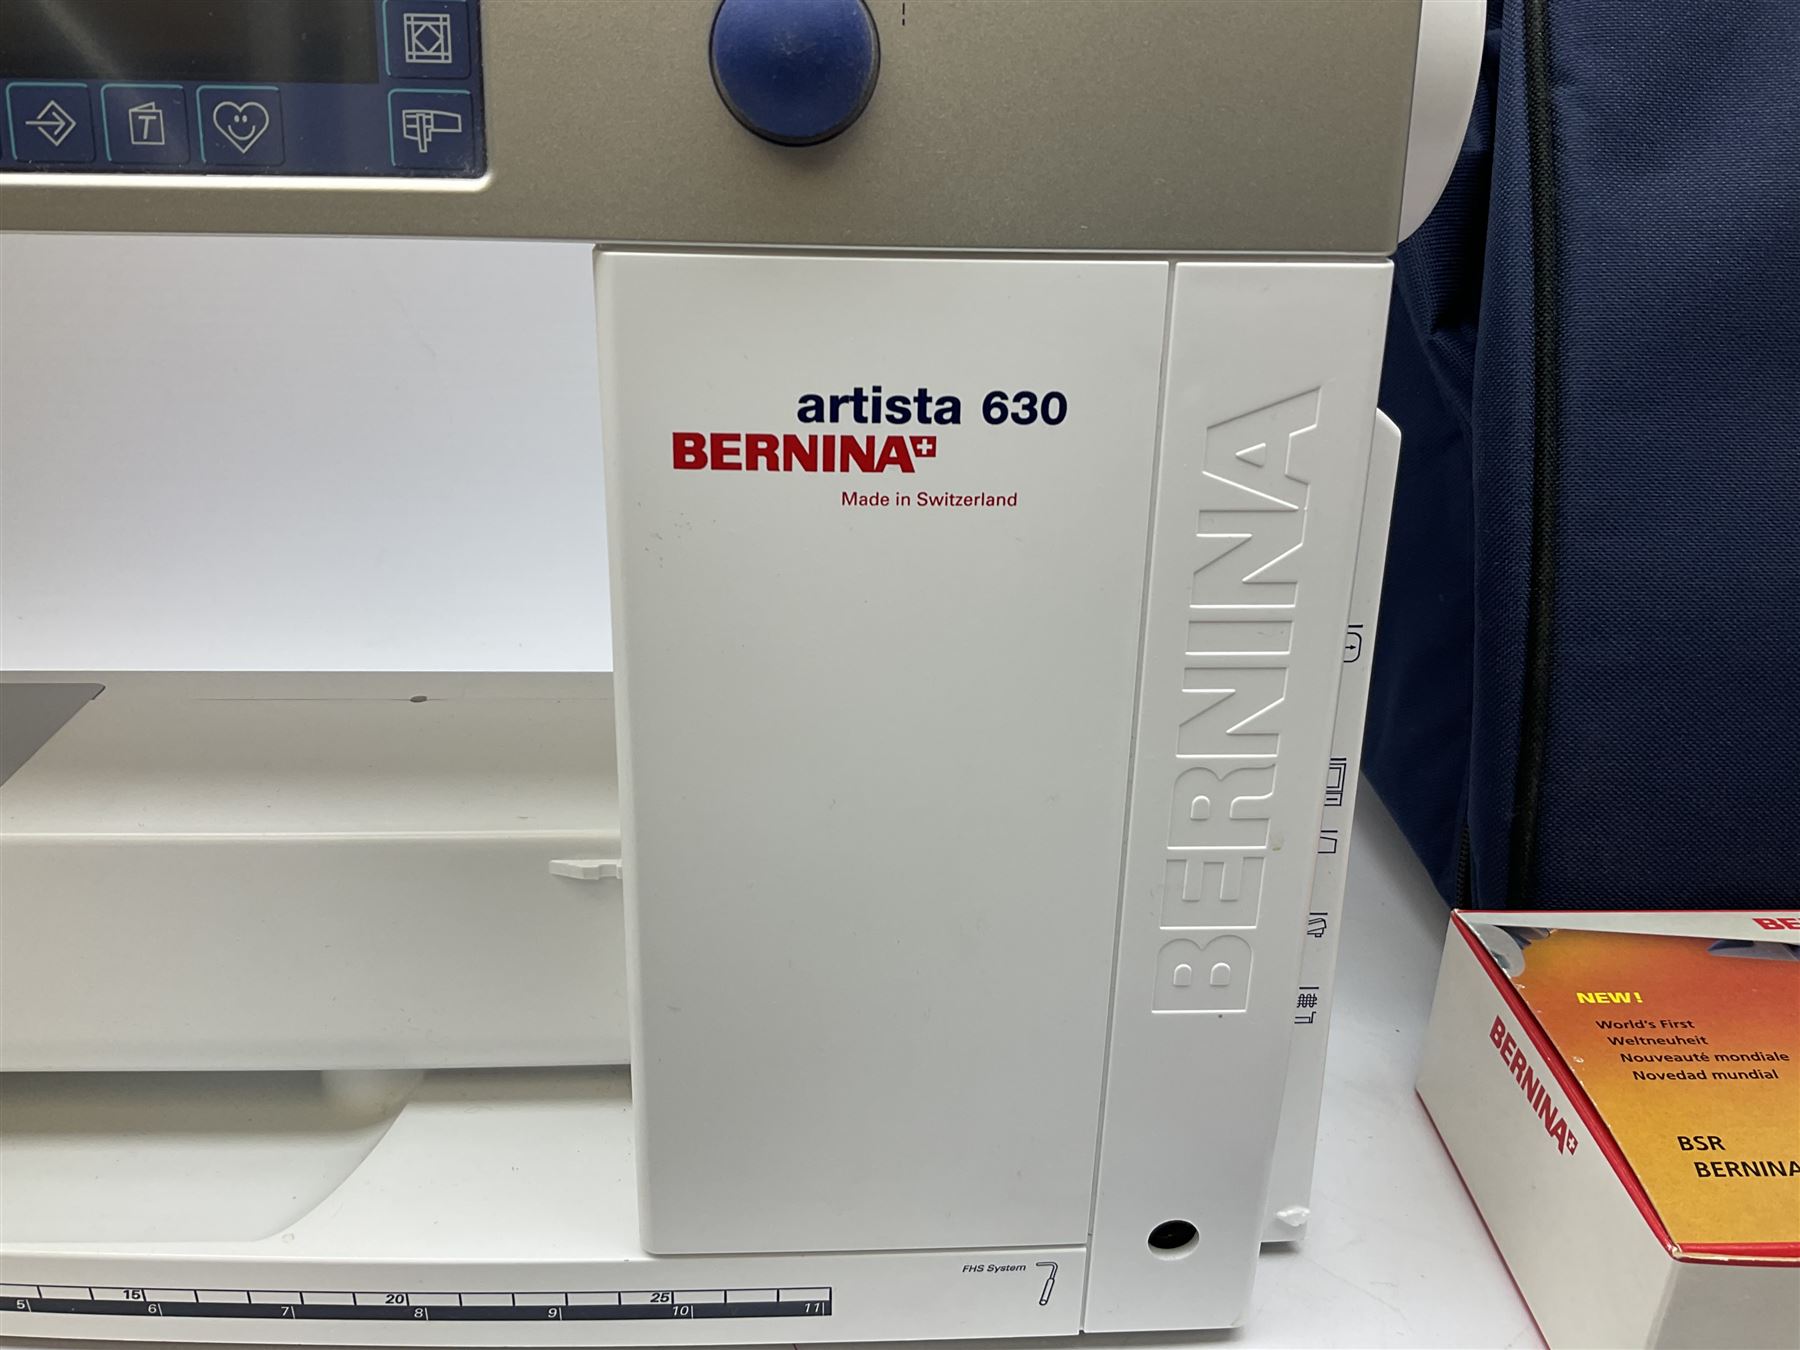 T
artista 630
BERNINA
Made in Switzerland
BERNINA
FHS System
15 20 25
5 6 7 8 9 10 11
NEW!
World's First
Weltneuheit
Nouveauté mondiale
Novedad mundial
BSR
BERNINA
BERNINA